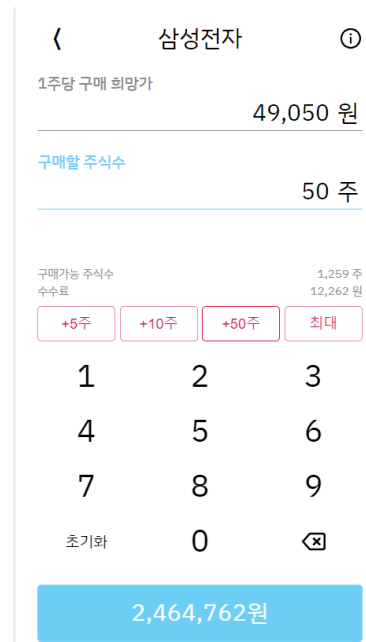 삼성전자
1주당 구매 희망가
49,050 원
구매할 주식수
50 주
구매가능 주식수 1,259 주
수수료 12,262 원
+5주 +10주 +50주 최대
1 2 3
4 5 6
7 8 9
초기화 0
2,464,762원